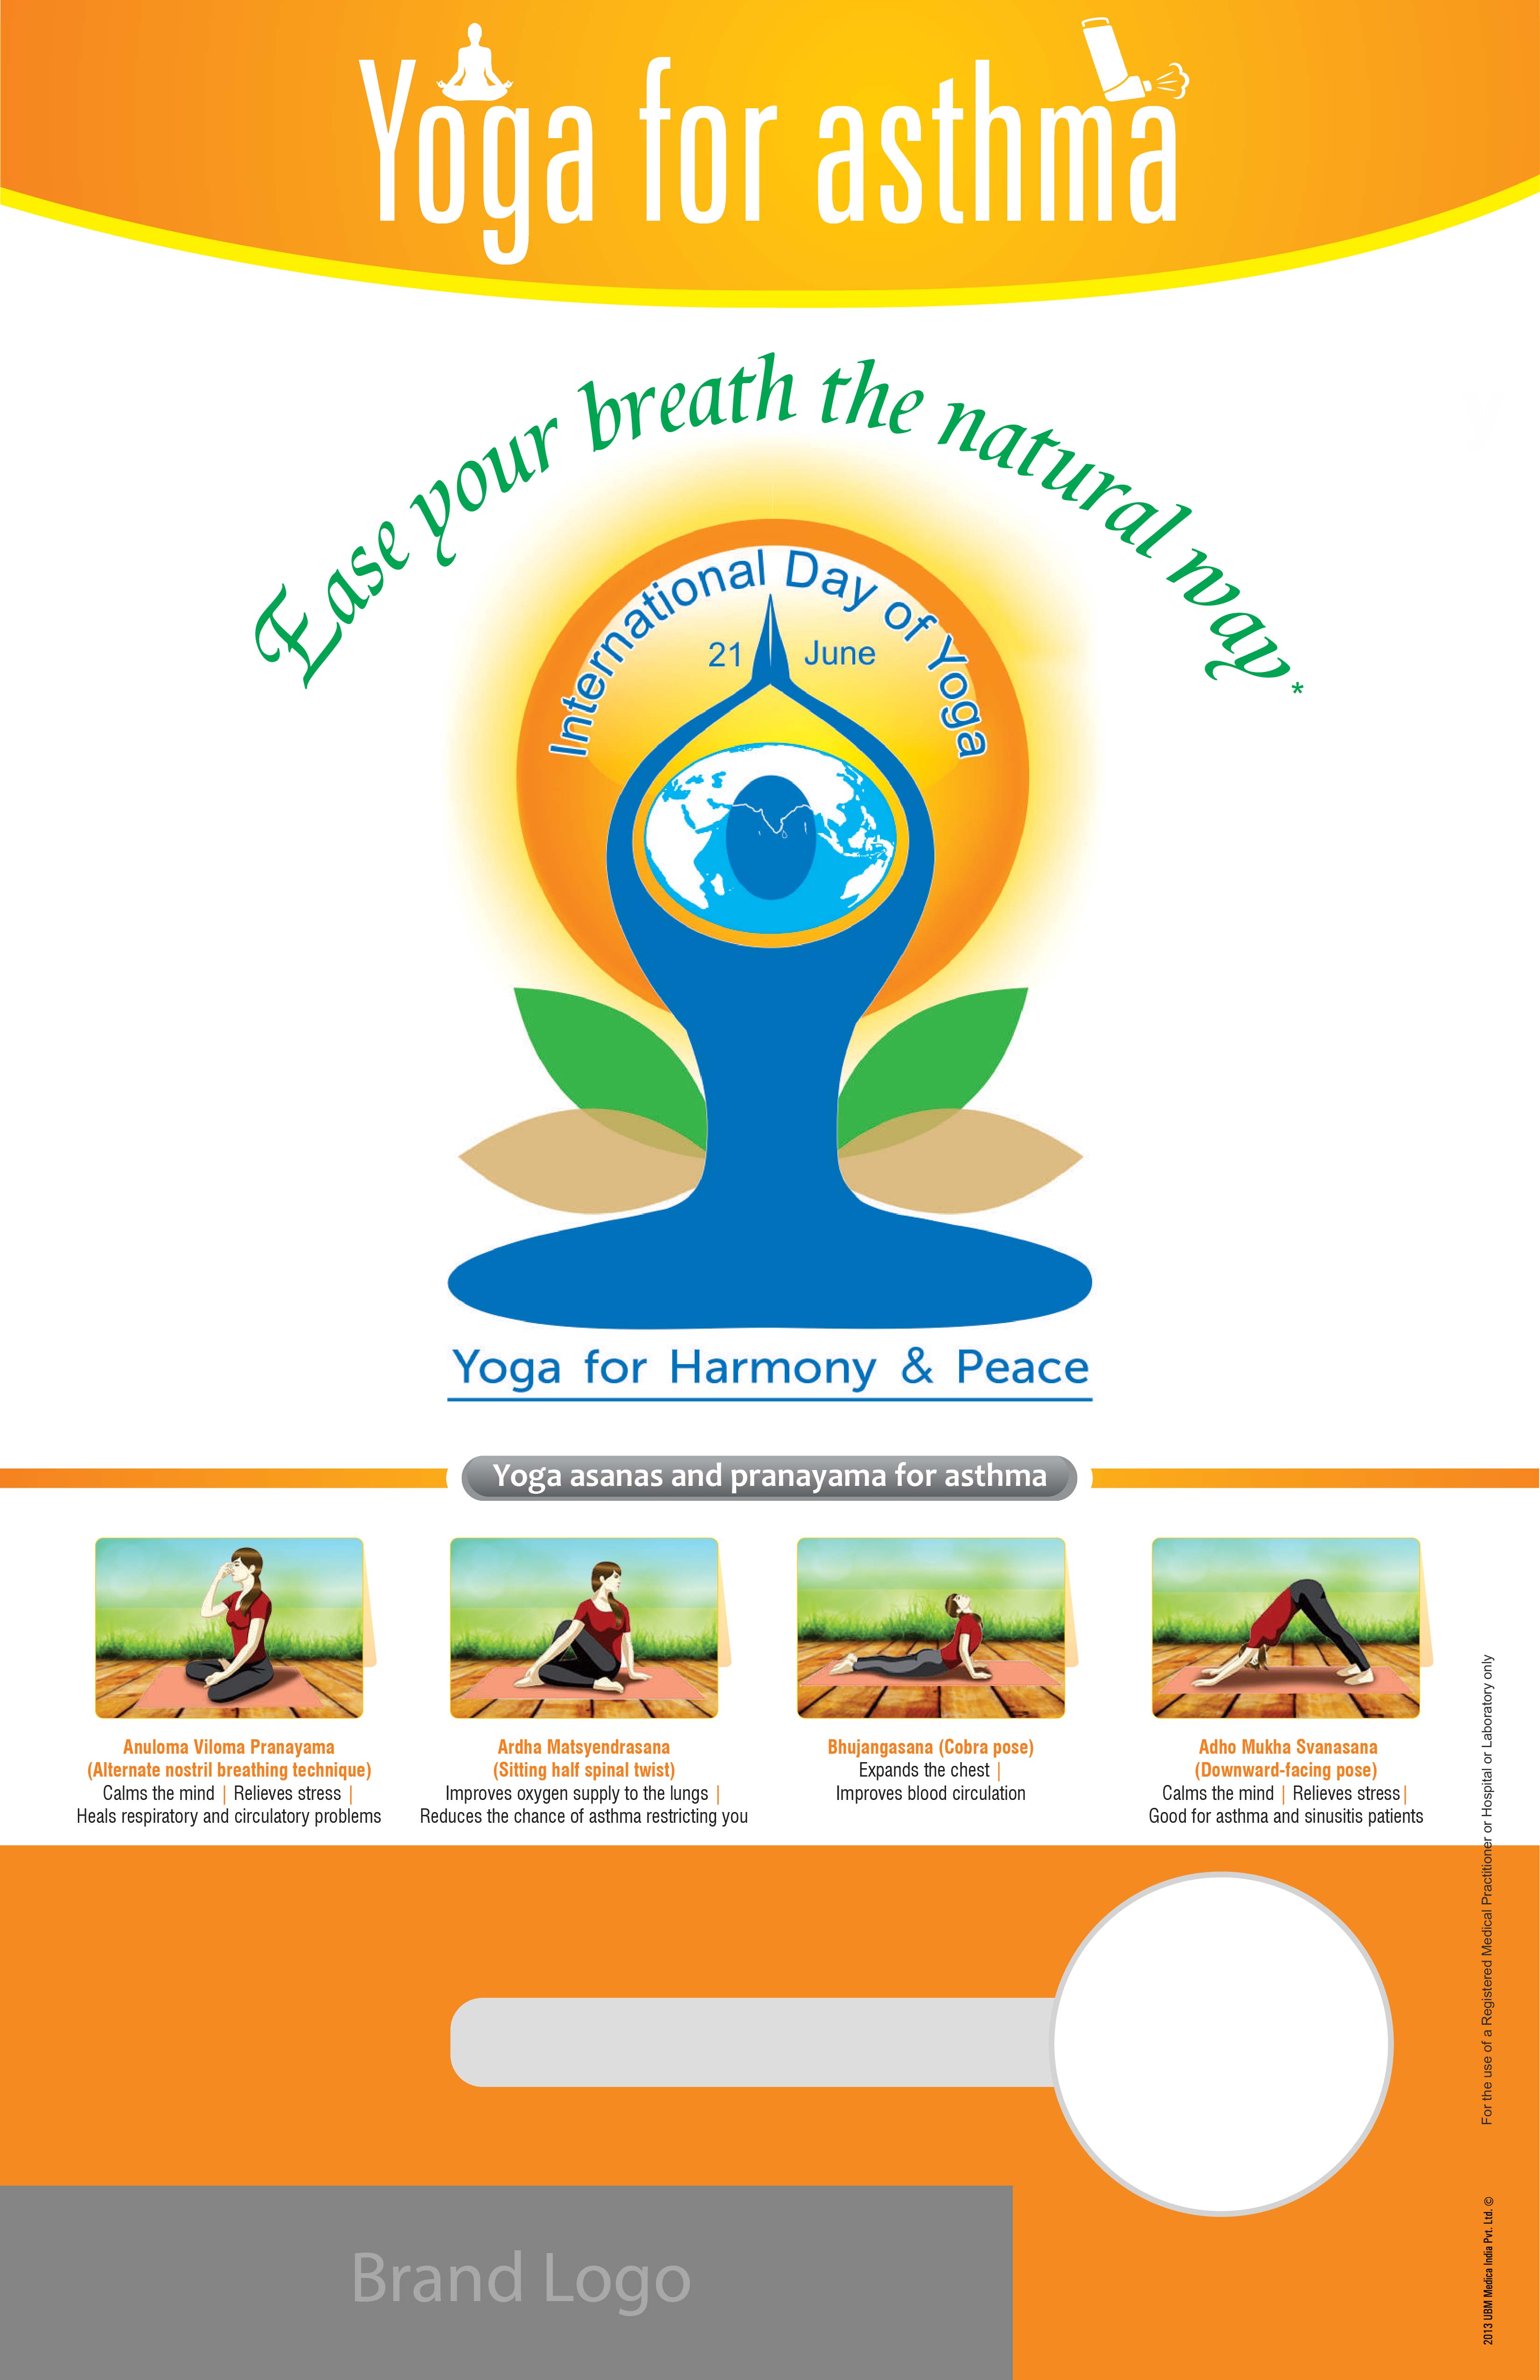 Yoga for asthma
Ease your breath the natural way*
International Day of Yoga
21 June
Yoga for Harmony & Peace
Yoga asanas and pranayama for asthma
Anuloma Viloma Pranayama
(Alternate nostril breathing technique)
Calms the mind | Relieves stress |
Heals respiratory and circulatory problems
Ardha Matsyendrasana
(Sitting half spinal twist)
Improves oxygen supply to the lungs |
Reduces the chance of asthma restricting you
Bhujangasana (Cobra pose)
Expands the chest |
Improves blood circulation
Adho Mukha Svanasana
(Downward-facing pose)
Calms the mind | Relieves stress|
Good for asthma and sinusitis patients
For the use of a Registered Medical Practitioner or Hospital or Laboratory only
2013 UBM Medica India Pvt. Ltd. ©
Brand Logo